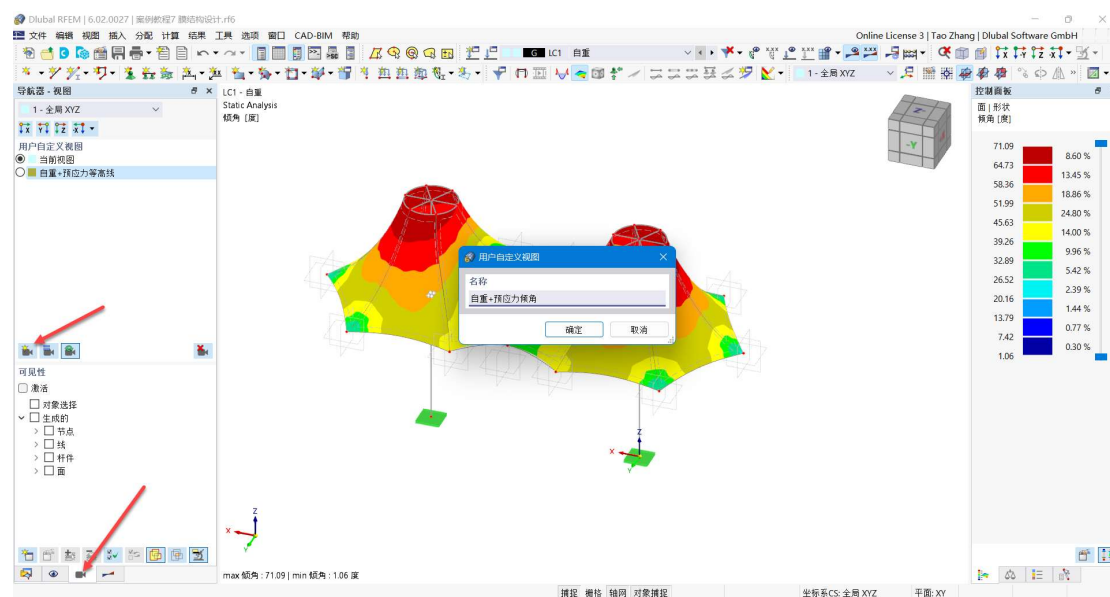 Dlubal RFEM | 6.02.0027 | 案例教程7 膜结构设计.rf6
文件 编辑 视图 插入 分配 计算 结果 工具 选项 窗口 CAD-BIM 帮助
Online License 3 | Tao Zhang | Dlubal Software GmbH
G LC1 自重
1 - 全局 XYZ
导航器 - 视图
1 - 全局 XYZ
用户自定义视图
当前视图
自重+预应力等高线
可见性
激活
对象选择
生成的
节点
线
杆件
面
LC1 - 自重
Static Analysis
倾角 [度]
-Y
Z
X
Y
Z
X
Y
用户自定义视图
名称
自重+预应力倾角
确定
取消
max 倾角 : 71.09 | min 倾角 : 1.06 度
控制面板
面 | 形状
倾角 [度]
71.09
8.60 %
64.73
13.45 %
58.36
18.86 %
51.99
24.80 %
45.63
14.00 %
39.26
9.96 %
32.89
5.42 %
26.52
2.39 %
20.16
1.44 %
13.79
0.77 %
7.42
0.30 %
1.06
捕捉 栅格 轴网 对象捕捉
坐标系CS: 全局 XYZ
平面: XY